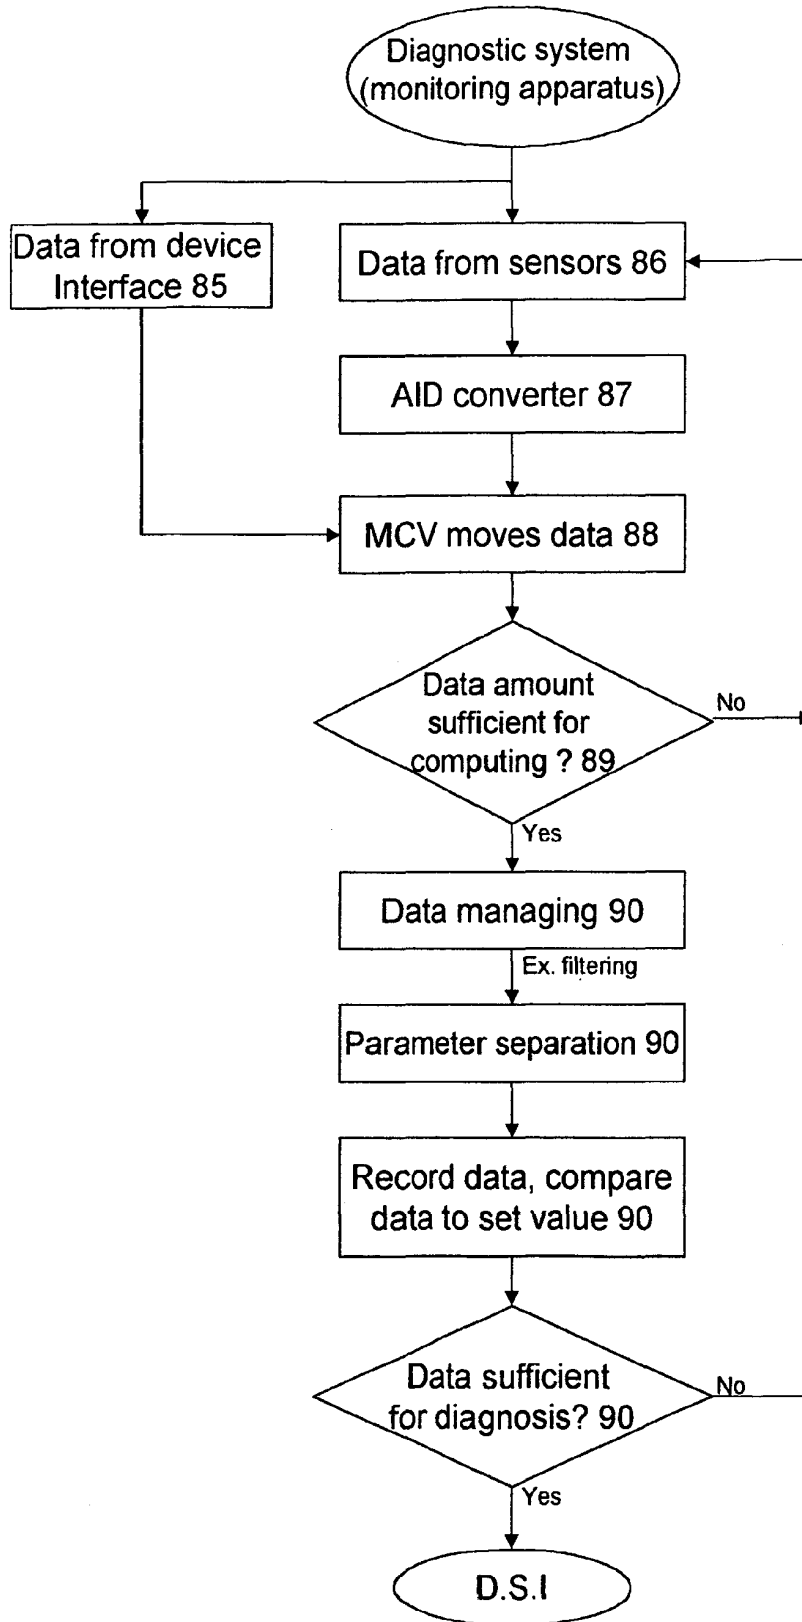 Diagnostic system
(monitoring apparatus)
Data from device
Interface 85
Data from sensors 86
AID converter 87
MCV moves data 88
Data amount
sufficient for
computing ? 89
No
Yes
Data managing 90
Ex. filtering
Parameter separation 90
Record data, compare
data to set value 90
Data sufficient
for diagnosis? 90
No
Yes
D.S.I